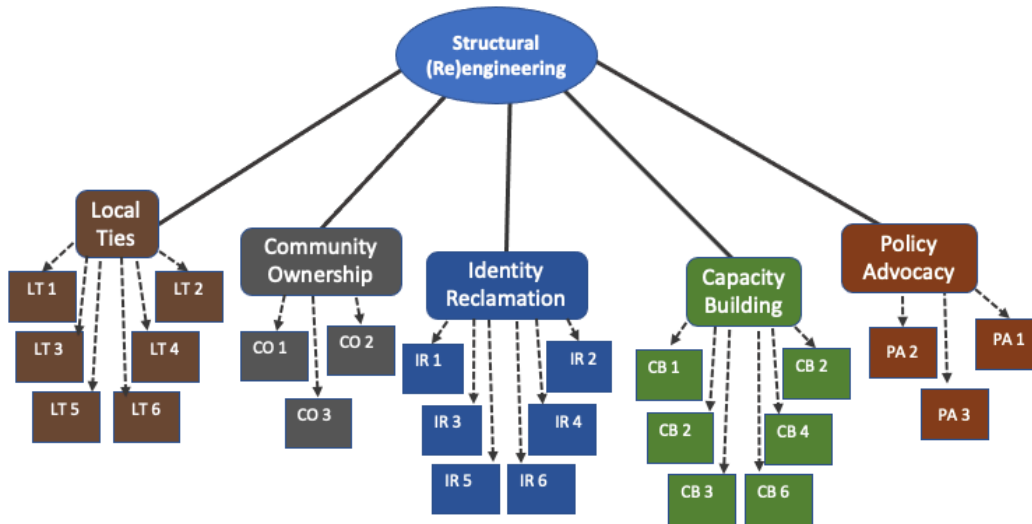 Structural
(Re)engineering
Local
Ties
LT 1
LT 2
LT 3
LT 4
LT 5
LT 6
Community
Ownership
CO 1
CO 2
CO 3
Identity
Reclamation
IR 1
IR 2
IR 3
IR 4
IR 5
IR 6
Capacity
Building
CB 1
CB 2
CB 2
CB 4
CB 3
CB 6
Policy
Advocacy
PA 2
PA 1
PA 3